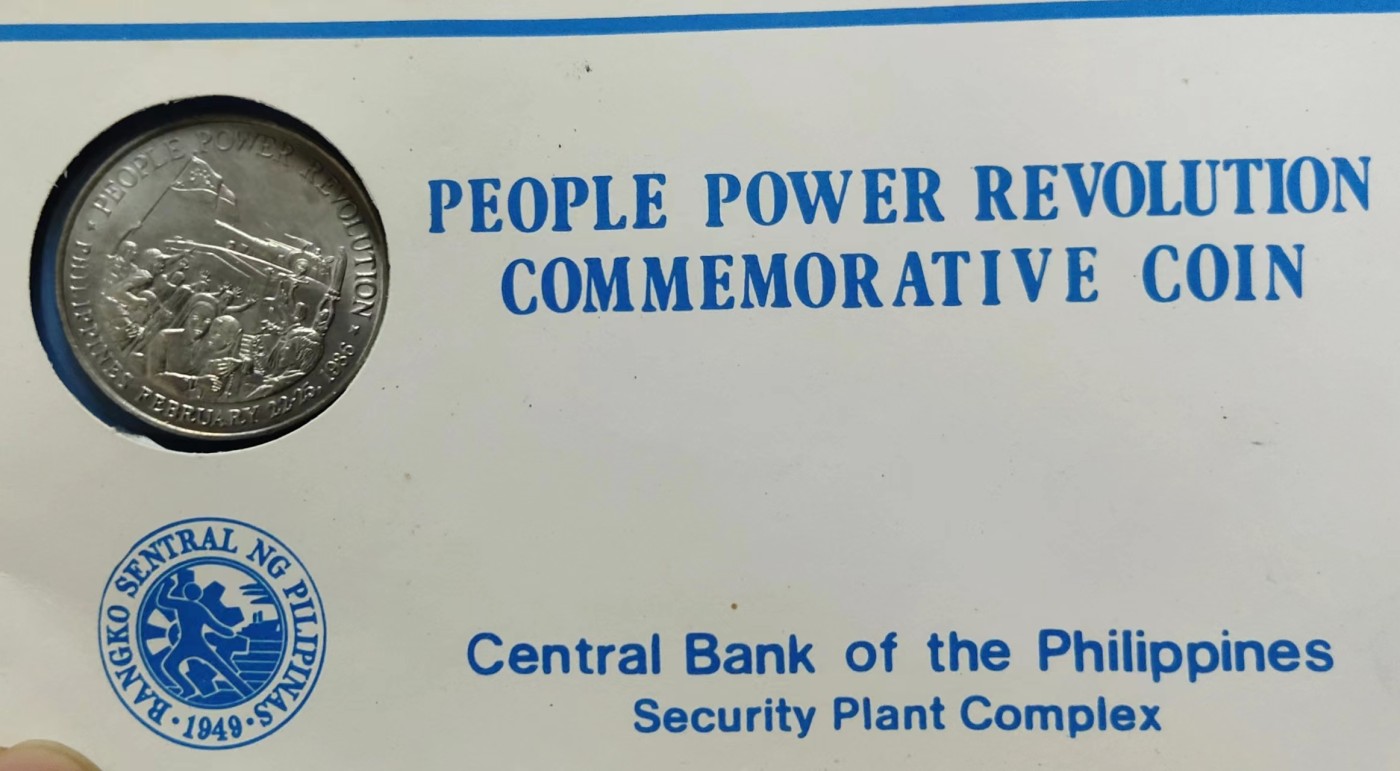 · PEOPLE POWER REVOLUTION ·
PHILIPPINES FEBRUARY 22-25, 1986
PEOPLE POWER REVOLUTION
COMMEMORATIVE COIN
BANGKO SENTRAL NG PILIPINAS
· 1949 ·
Central Bank of the Philippines
Security Plant Complex